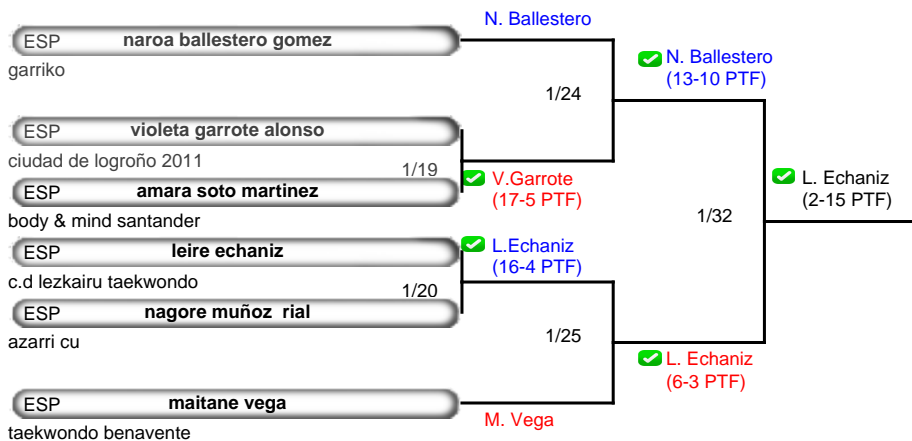 N. Ballestero
ESP naroa ballestero gomez
garriko
N. Ballestero
(13-10 PTF)
1/24
ESP violeta garrote alonso
ciudad de logroño 2011
1/19
V.Garrote
(17-5 PTF)
ESP amara soto martinez
body & mind santander
L. Echaniz
(2-15 PTF)
1/32
ESP leire echaniz
c.d lezkairu taekwondo
L.Echaniz
(16-4 PTF)
1/20
ESP nagore muñoz rial
azarri cu
1/25
L. Echaniz
(6-3 PTF)
ESP maitane vega
taekwondo benavente
M. Vega